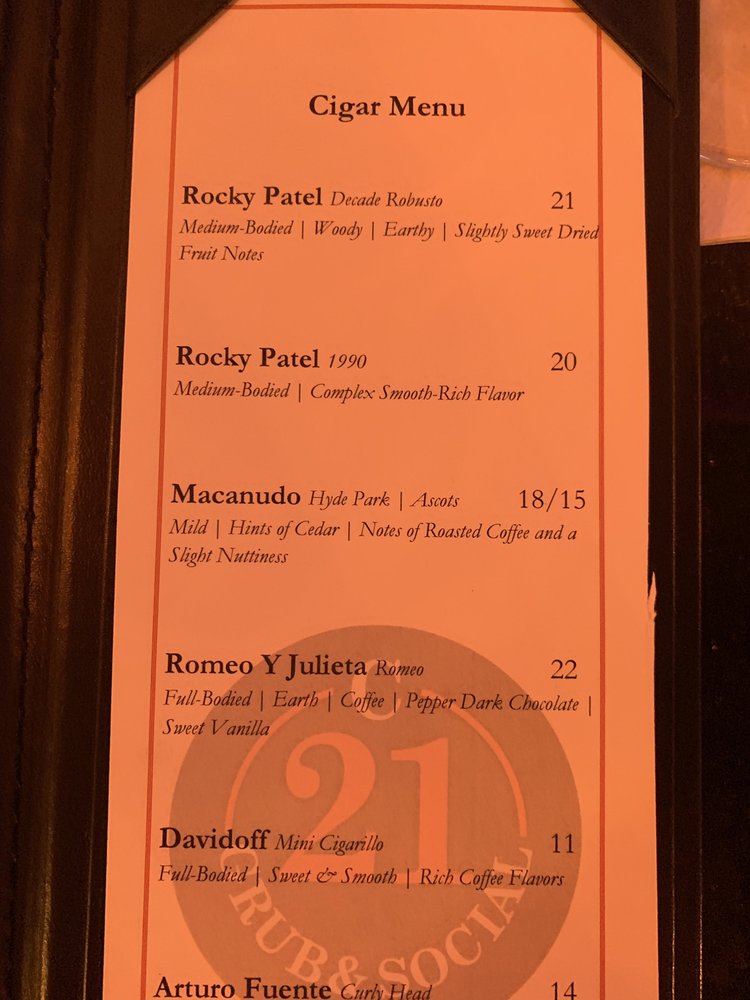 Cigar Menu
Rocky Patel Decade Robusto 21
Medium-Bodied | Woody | Earthy | Slightly Sweet Dried
Fruit Notes
Rocky Patel 1990 20
Medium-Bodied | Complex Smooth-Rich Flavor
Macanudo Hyde Park | Ascots 18/15
Mild | Hints of Cedar | Notes of Roasted Coffee and a
Slight Nuttiness
Romeo Y Julieta Romeo 22
Full-Bodied | Earth | Coffee | Pepper Dark Chocolate |
Sweet Vanilla
C
21
GRUB & SOCIAL
Davidoff Mini Cigarillo 11
Full-Bodied | Sweet & Smooth | Rich Coffee Flavors
Arturo Fuente Curly Head 14